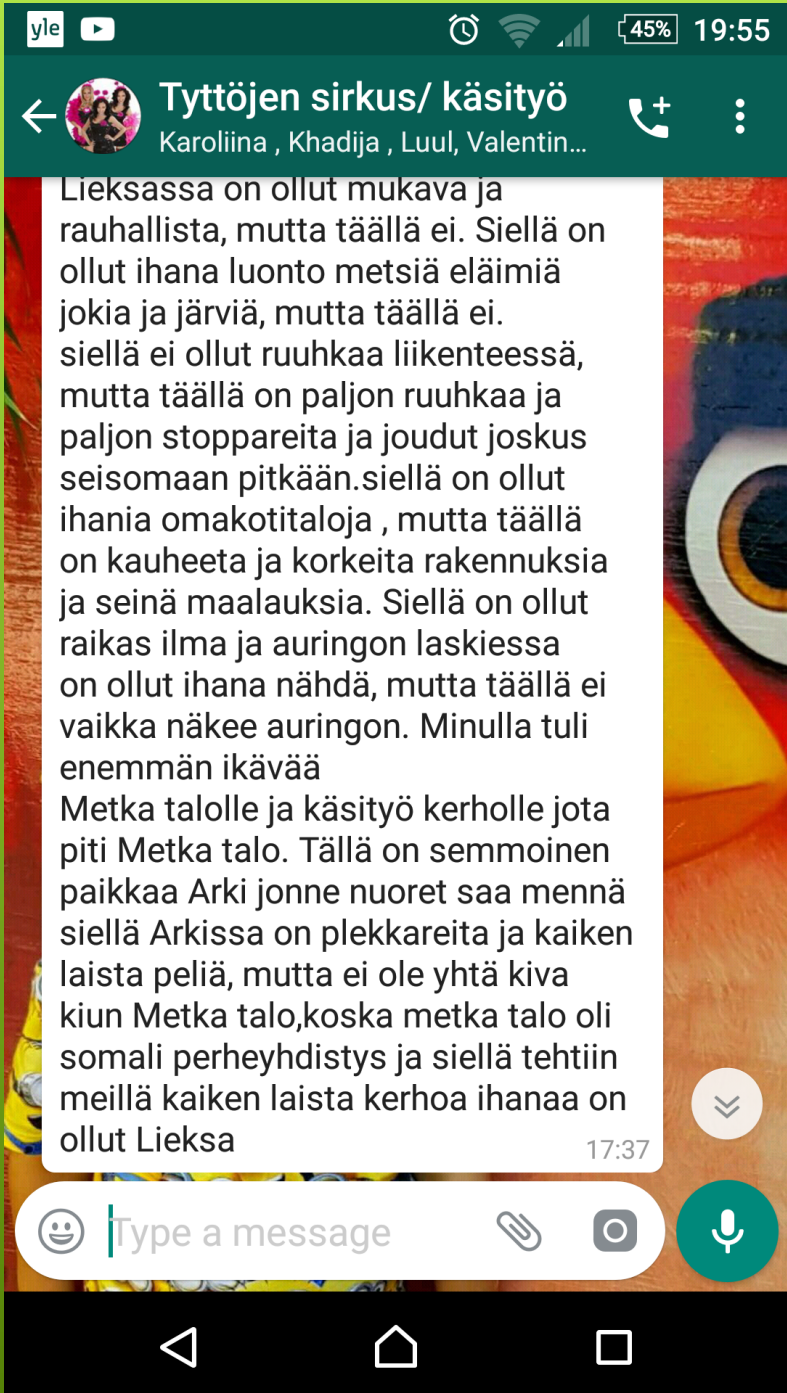 yle
45% 19:55
Tyttöjen sirkus/ käsityö
Karoliina , Khadija , Luul, Valentin...
Lieksassa on ollut mukava ja
rauhallista, mutta täällä ei. Siellä on
ollut ihana luonto metsiä eläimiä
jokia ja järviä, mutta täällä ei.
siellä ei ollut ruuhkaa liikenteessä,
mutta täällä on paljon ruuhkaa ja
paljon stoppareita ja joudut joskus
seisomaan pitkään.siellä on ollut
ihania omakotitaloja , mutta täällä
on kauheeta ja korkeita rakennuksia
ja seinä maalauksia. Siellä on ollut
raikas ilma ja auringon laskiessa
on ollut ihana nähdä, mutta täällä ei
vaikka näkee auringon. Minulla tuli
enemmän ikävää
Metka talolle ja käsityö kerholle jota
piti Metka talo. Tällä on semmoinen
paikkaa Arki jonne nuoret saa mennä
siellä Arkissa on plekkareita ja kaiken
laista peliä, mutta ei ole yhtä kiva
kiun Metka talo,koska metka talo oli
somali perheyhdistys ja siellä tehtiin
meillä kaiken laista kerhoa ihanaa on
ollut Lieksa
17:37
Type a message